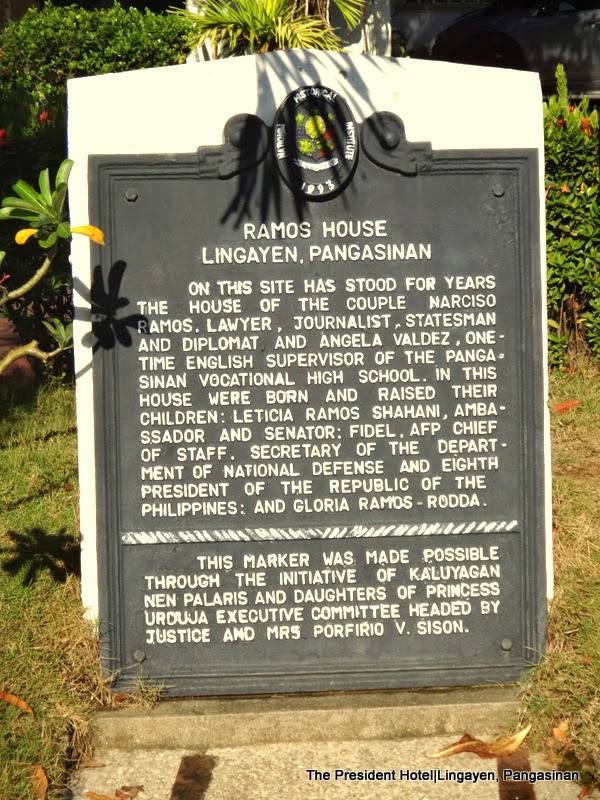 HISTORICAL
NATIONAL INSTITUTE
1993
RAMOS HOUSE
LINGAYEN, PANGASINAN
ON THIS SITE HAS STOOD FOR YEARS
THE HOUSE OF THE COUPLE NARCISO
RAMOS, LAWYER, JOURNALIST, STATESMAN
AND DIPLOMAT, AND ANGELA VALDEZ, ONE-
TIME ENGLISH SUPERVISOR OF THE PANGA-
SINAN VOCATIONAL HIGH SCHOOL. IN THIS
HOUSE WERE BORN AND RAISED THEIR
CHILDREN: LETICIA RAMOS SHAHANI, AMBA-
SSADOR AND SENATOR: FIDEL, AFP CHIEF
OF STAFF. SECRETARY OF THE DEPART-
MENT OF NATIONAL DEFENSE AND EIGHTH
PRESIDENT OF THE REPUBLIC OF THE
PHILIPPINES: AND GLORIA RAMOS-RODDA.
THIS MARKER WAS MADE POSSIBLE
THROUGH THE INITIATIVE OF KALUYAGAN
NEN PALARIS AND DAUGHTERS OF PRINCESS
URDUJA EXECUTIVE COMMITTEE HEADED BY
JUSTICE AND MRS PORFIRIO V. SISON.
The President Hotel|Lingayen, Pangasinan